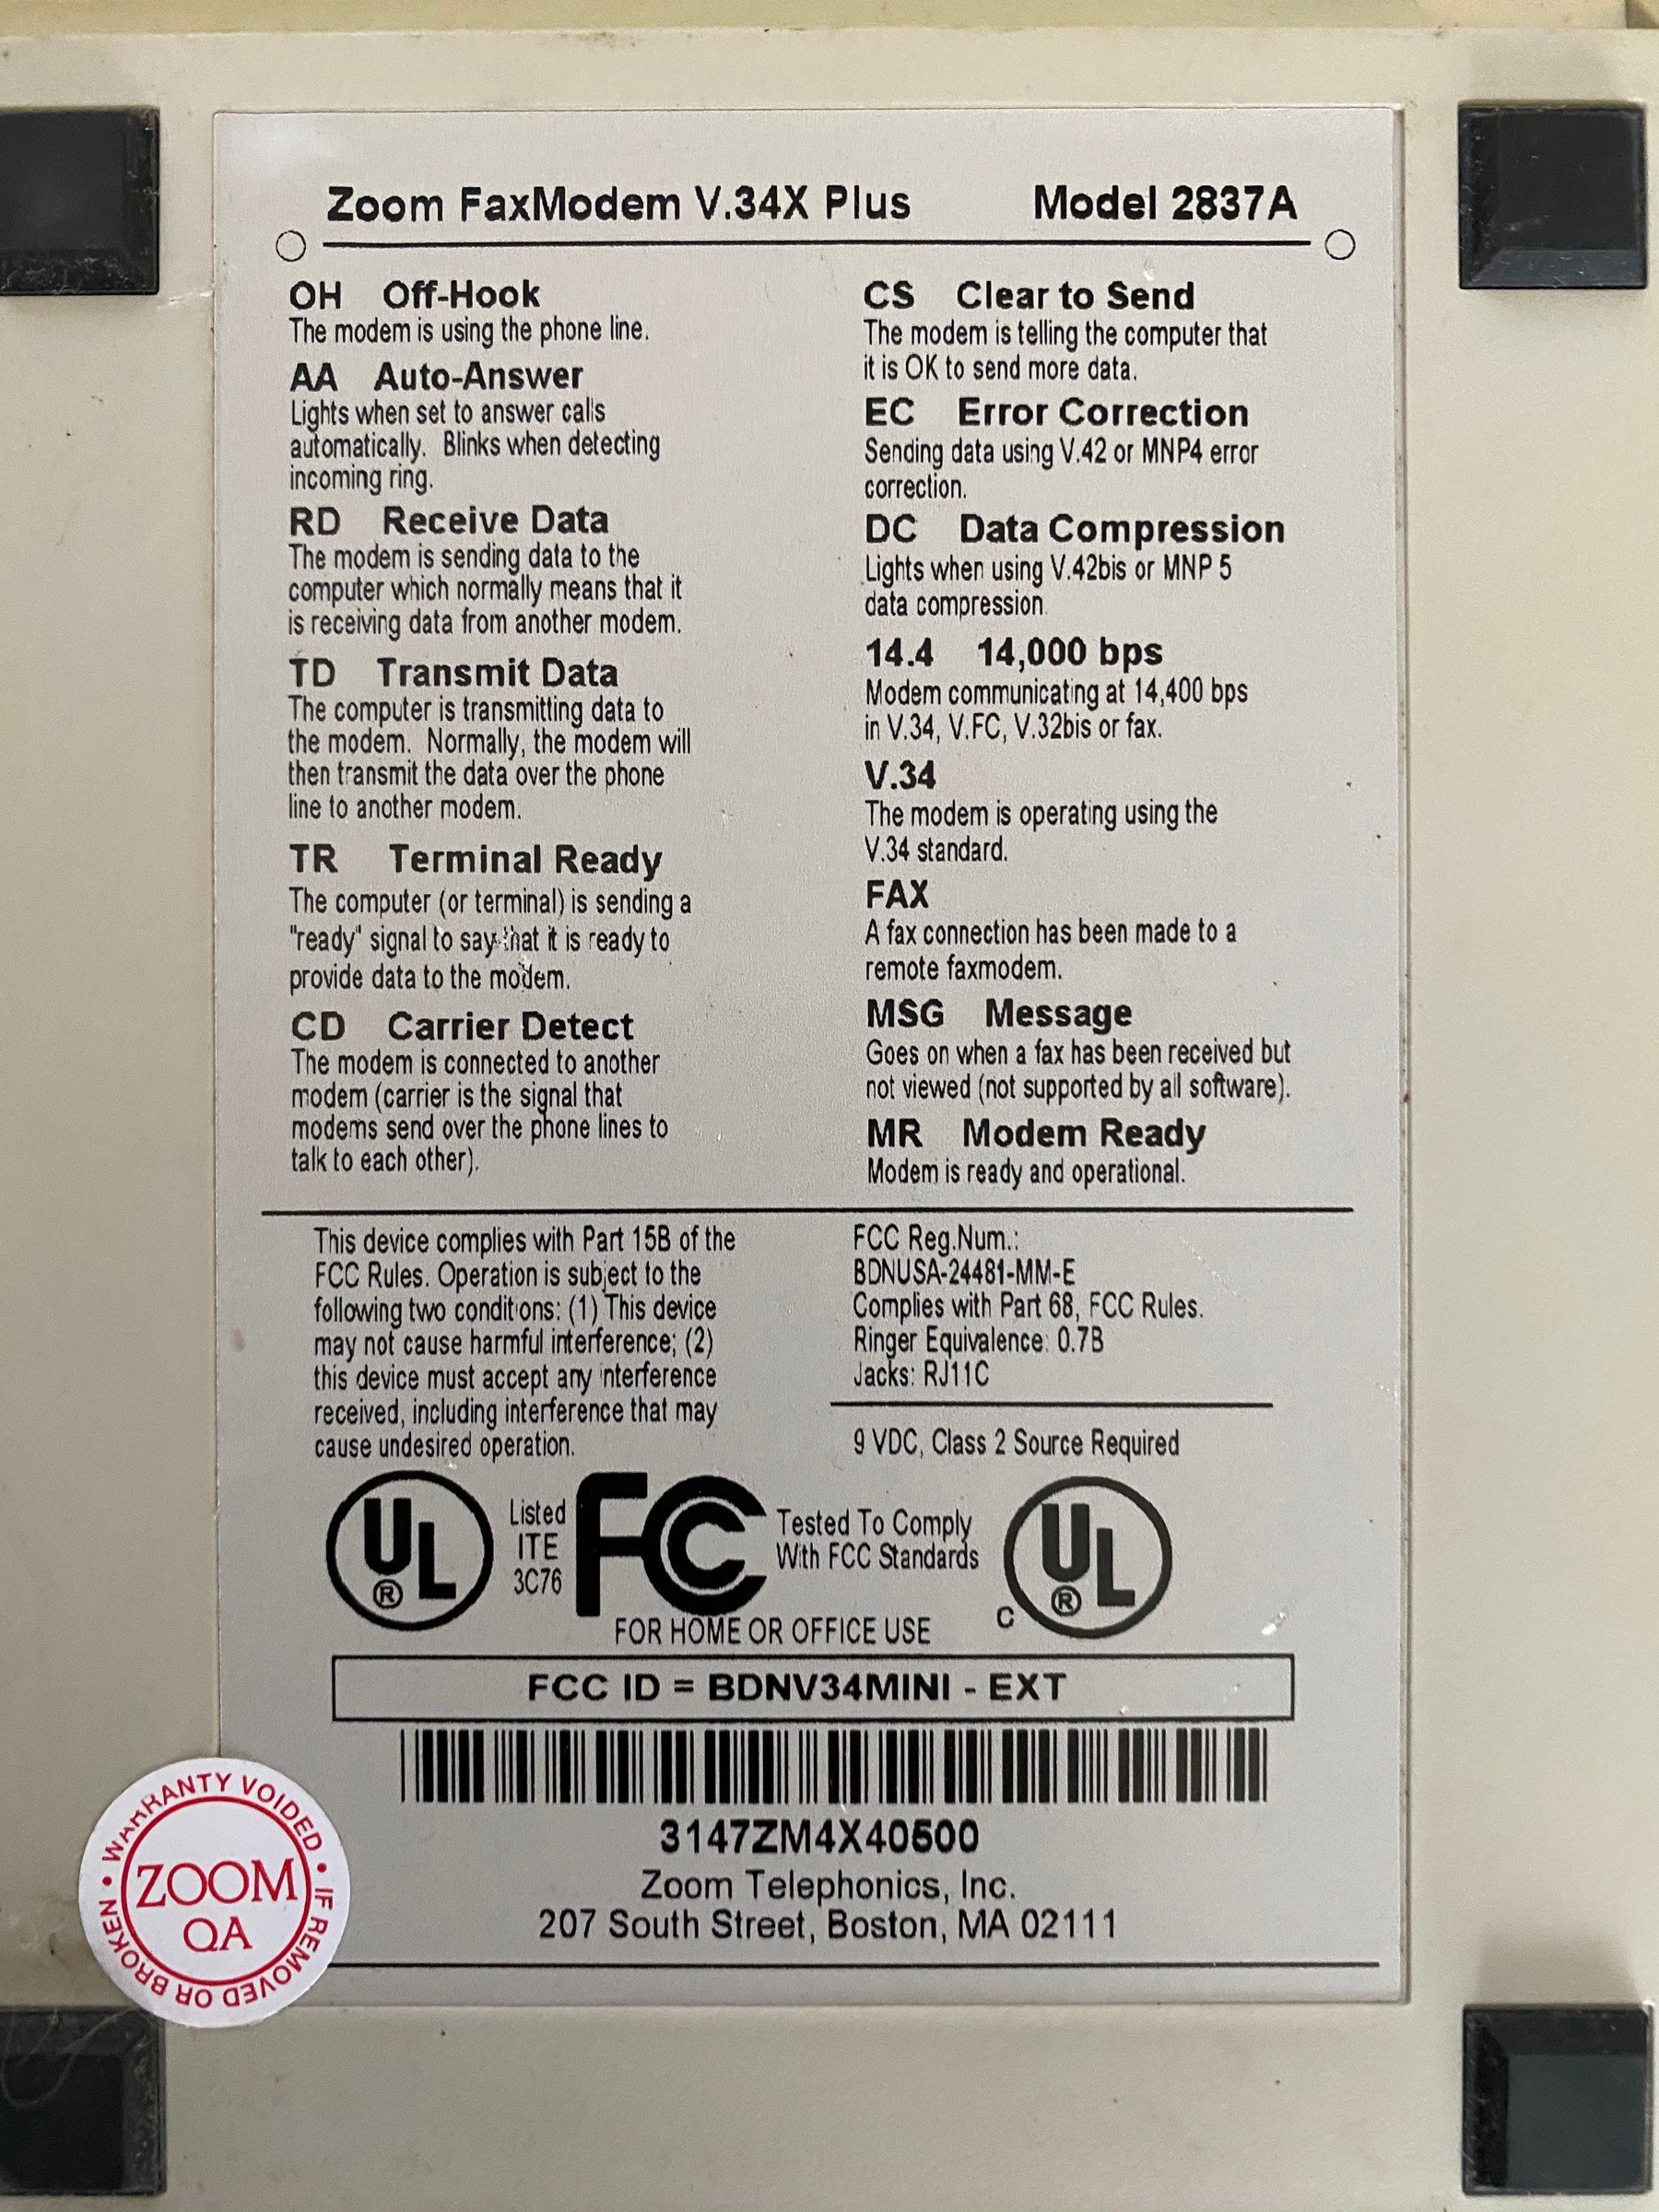 Zoom FaxModem V.34X Plus Model 2837A
OH Off-Hook
The modem is using the phone line.
AA Auto-Answer
Lights when set to answer calls
automatically. Blinks when detecting
incoming ring.
RD Receive Data
The modem is sending data to the
computer which normally means that it
is receiving data from another modem.
TD Transmit Data
The computer is transmitting data to
the modem. Normally, the modem will
then transmit the data over the phone
line to another modem.
TR Terminal Ready
The computer (or terminal) is sending a
"ready" signal to say that it is ready to
provide data to the modem.
CD Carrier Detect
The modem is connected to another
modem (carrier is the signal that
modems send over the phone lines to
talk to each other).
CS Clear to Send
The modem is telling the computer that
it is OK to send more data.
EC Error Correction
Sending data using V.42 or MNP4 error
correction.
DC Data Compression
Lights when using V.42bis or MNP 5
data compression.
14.4 14,000 bps
Modem communicating at 14,400 bps
in V.34, V.FC, V.32bis or fax.
V.34
The modem is operating using the
V.34 standard.
FAX
A fax connection has been made to a
remote faxmodem.
MSG Message
Goes on when a fax has been received but
not viewed (not supported by all software).
MR Modem Ready
Modem is ready and operational.
This device complies with Part 15B of the
FCC Rules. Operation is subject to the
following two conditions: (1) This device
may not cause harmful interference; (2)
this device must accept any interference
received, including interference that may
cause undesired operation.
FCC Reg.Num.:
BDNUSA-24481-MM-E
Complies with Part 68, FCC Rules.
Ringer Equivalence: 0.7B
Jacks: RJ11C
9 VDC, Class 2 Source Required
UL ®
Listed
ITE
3C76
FC
Tested To Comply
With FCC Standards
C UL ®
FOR HOME OR OFFICE USE
FCC ID = BDNV34MINI - EXT
3147ZM4X40500
Zoom Telephonics, Inc.
207 South Street, Boston, MA 02111
WARRANTY VOIDED • IF REMOVED OR BROKEN •
ZOOM
QA